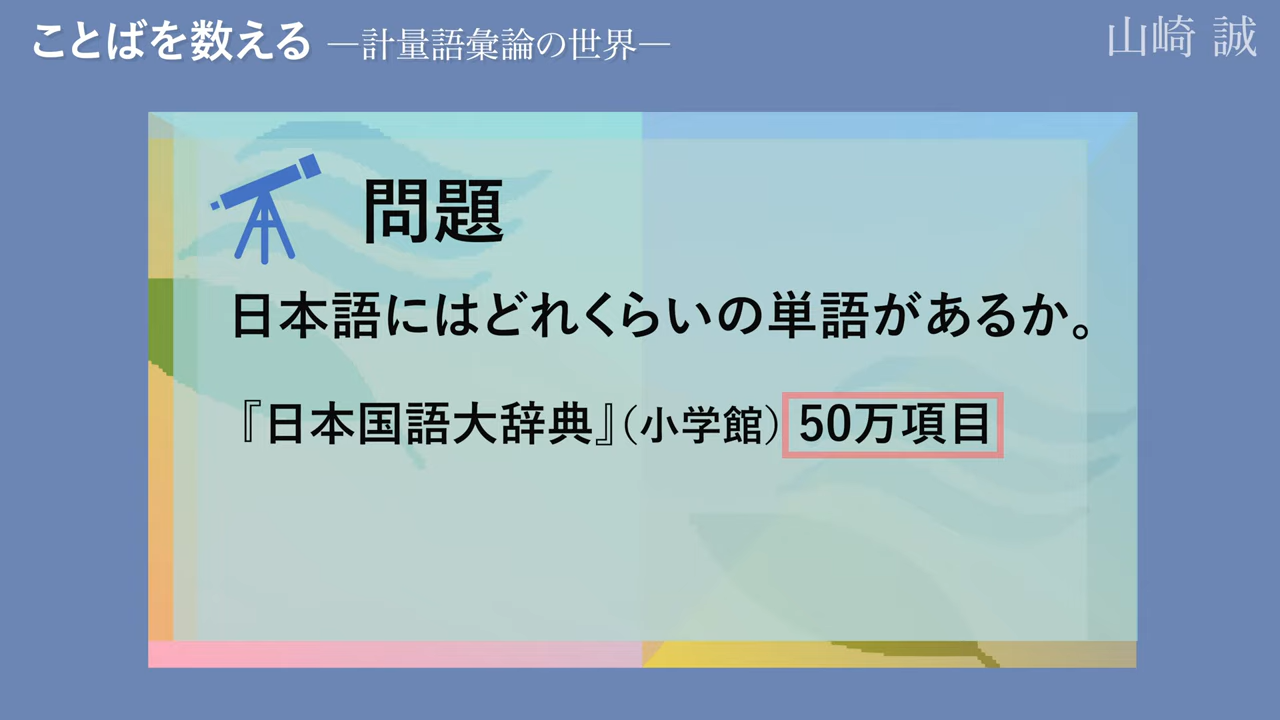 ことばを数える ―計量語彙論の世界―
山崎 誠
問題
日本語にはどれくらいの単語があるか。
『日本国語大辞典』（小学館）50万項目